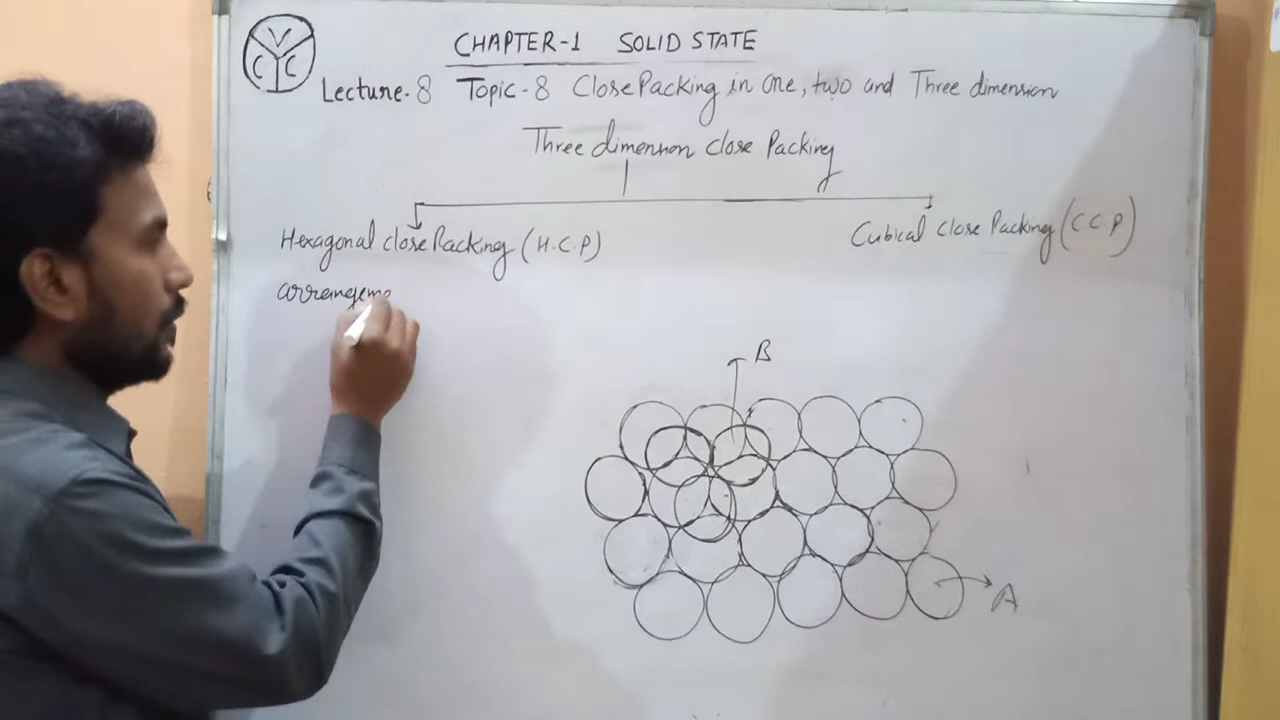 Y C C
CHAPTER-1 SOLID STATE
Lecture-8 Topic-8 Close Packing in one, two and Three dimension
Three dimension close Packing
Hexagonal close Packing (H.C.P)
Cubical close Packing (C.C.P)
arrangeme
B
A